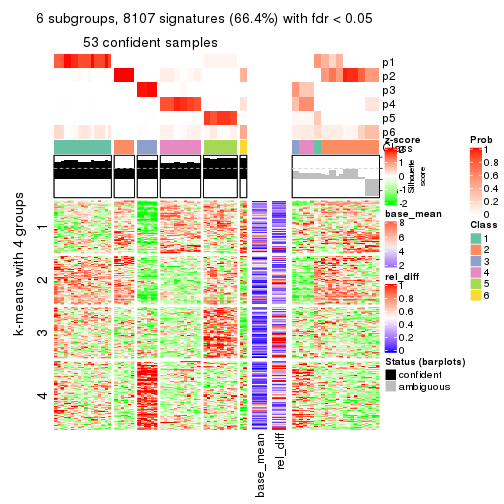 6 subgroups, 8107 signatures (66.4%) with fdr < 0.05
53 confident samples
p1
p2
p3
p4
p5
p6
Class
Silhouette
score
k-means with 4 groups
1
2
3
4
base_mean
rel_diff
z-score
2
1
0
-1
-2
base_mean
8
6
4
2
rel_diff
1
0.8
0.6
0.4
0.2
0
Status (barplots)
confident
ambiguous
Prob
1
0.8
0.6
0.4
0.2
0
Class
1
2
3
4
5
6